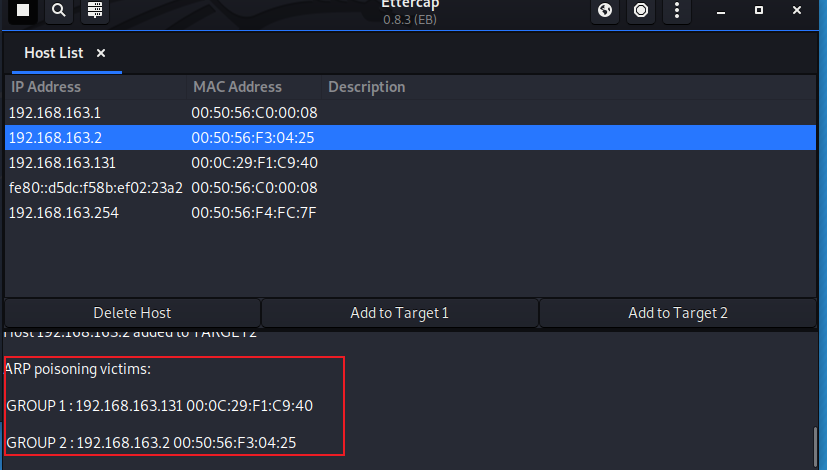 Ettercap
0.8.3 (EB)
Host List ×
IP Address MAC Address Description
192.168.163.1 00:50:56:C0:00:08
192.168.163.2 00:50:56:F3:04:25
192.168.163.131 00:0C:29:F1:C9:40
fe80::d5dc:f58b:ef02:23a2 00:50:56:C0:00:08
192.168.163.254 00:50:56:F4:FC:7F
Delete Host Add to Target 1 Add to Target 2
Host 192.168.163.2 added to TARGET2
ARP poisoning victims:
GROUP 1 : 192.168.163.131 00:0C:29:F1:C9:40
GROUP 2 : 192.168.163.2 00:50:56:F3:04:25